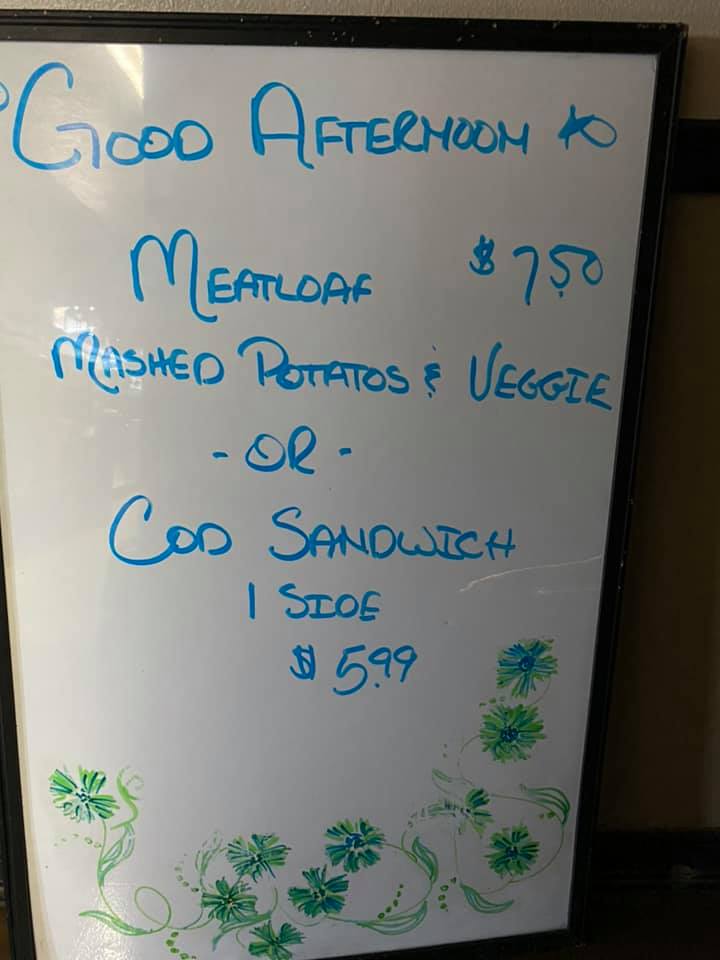 GOOD AFTERNOON
MEATLOAF $7.50
MASHED POTATOS & VEGGIE
- OR -
COD SANDWICH
1 SIDE
$5.99